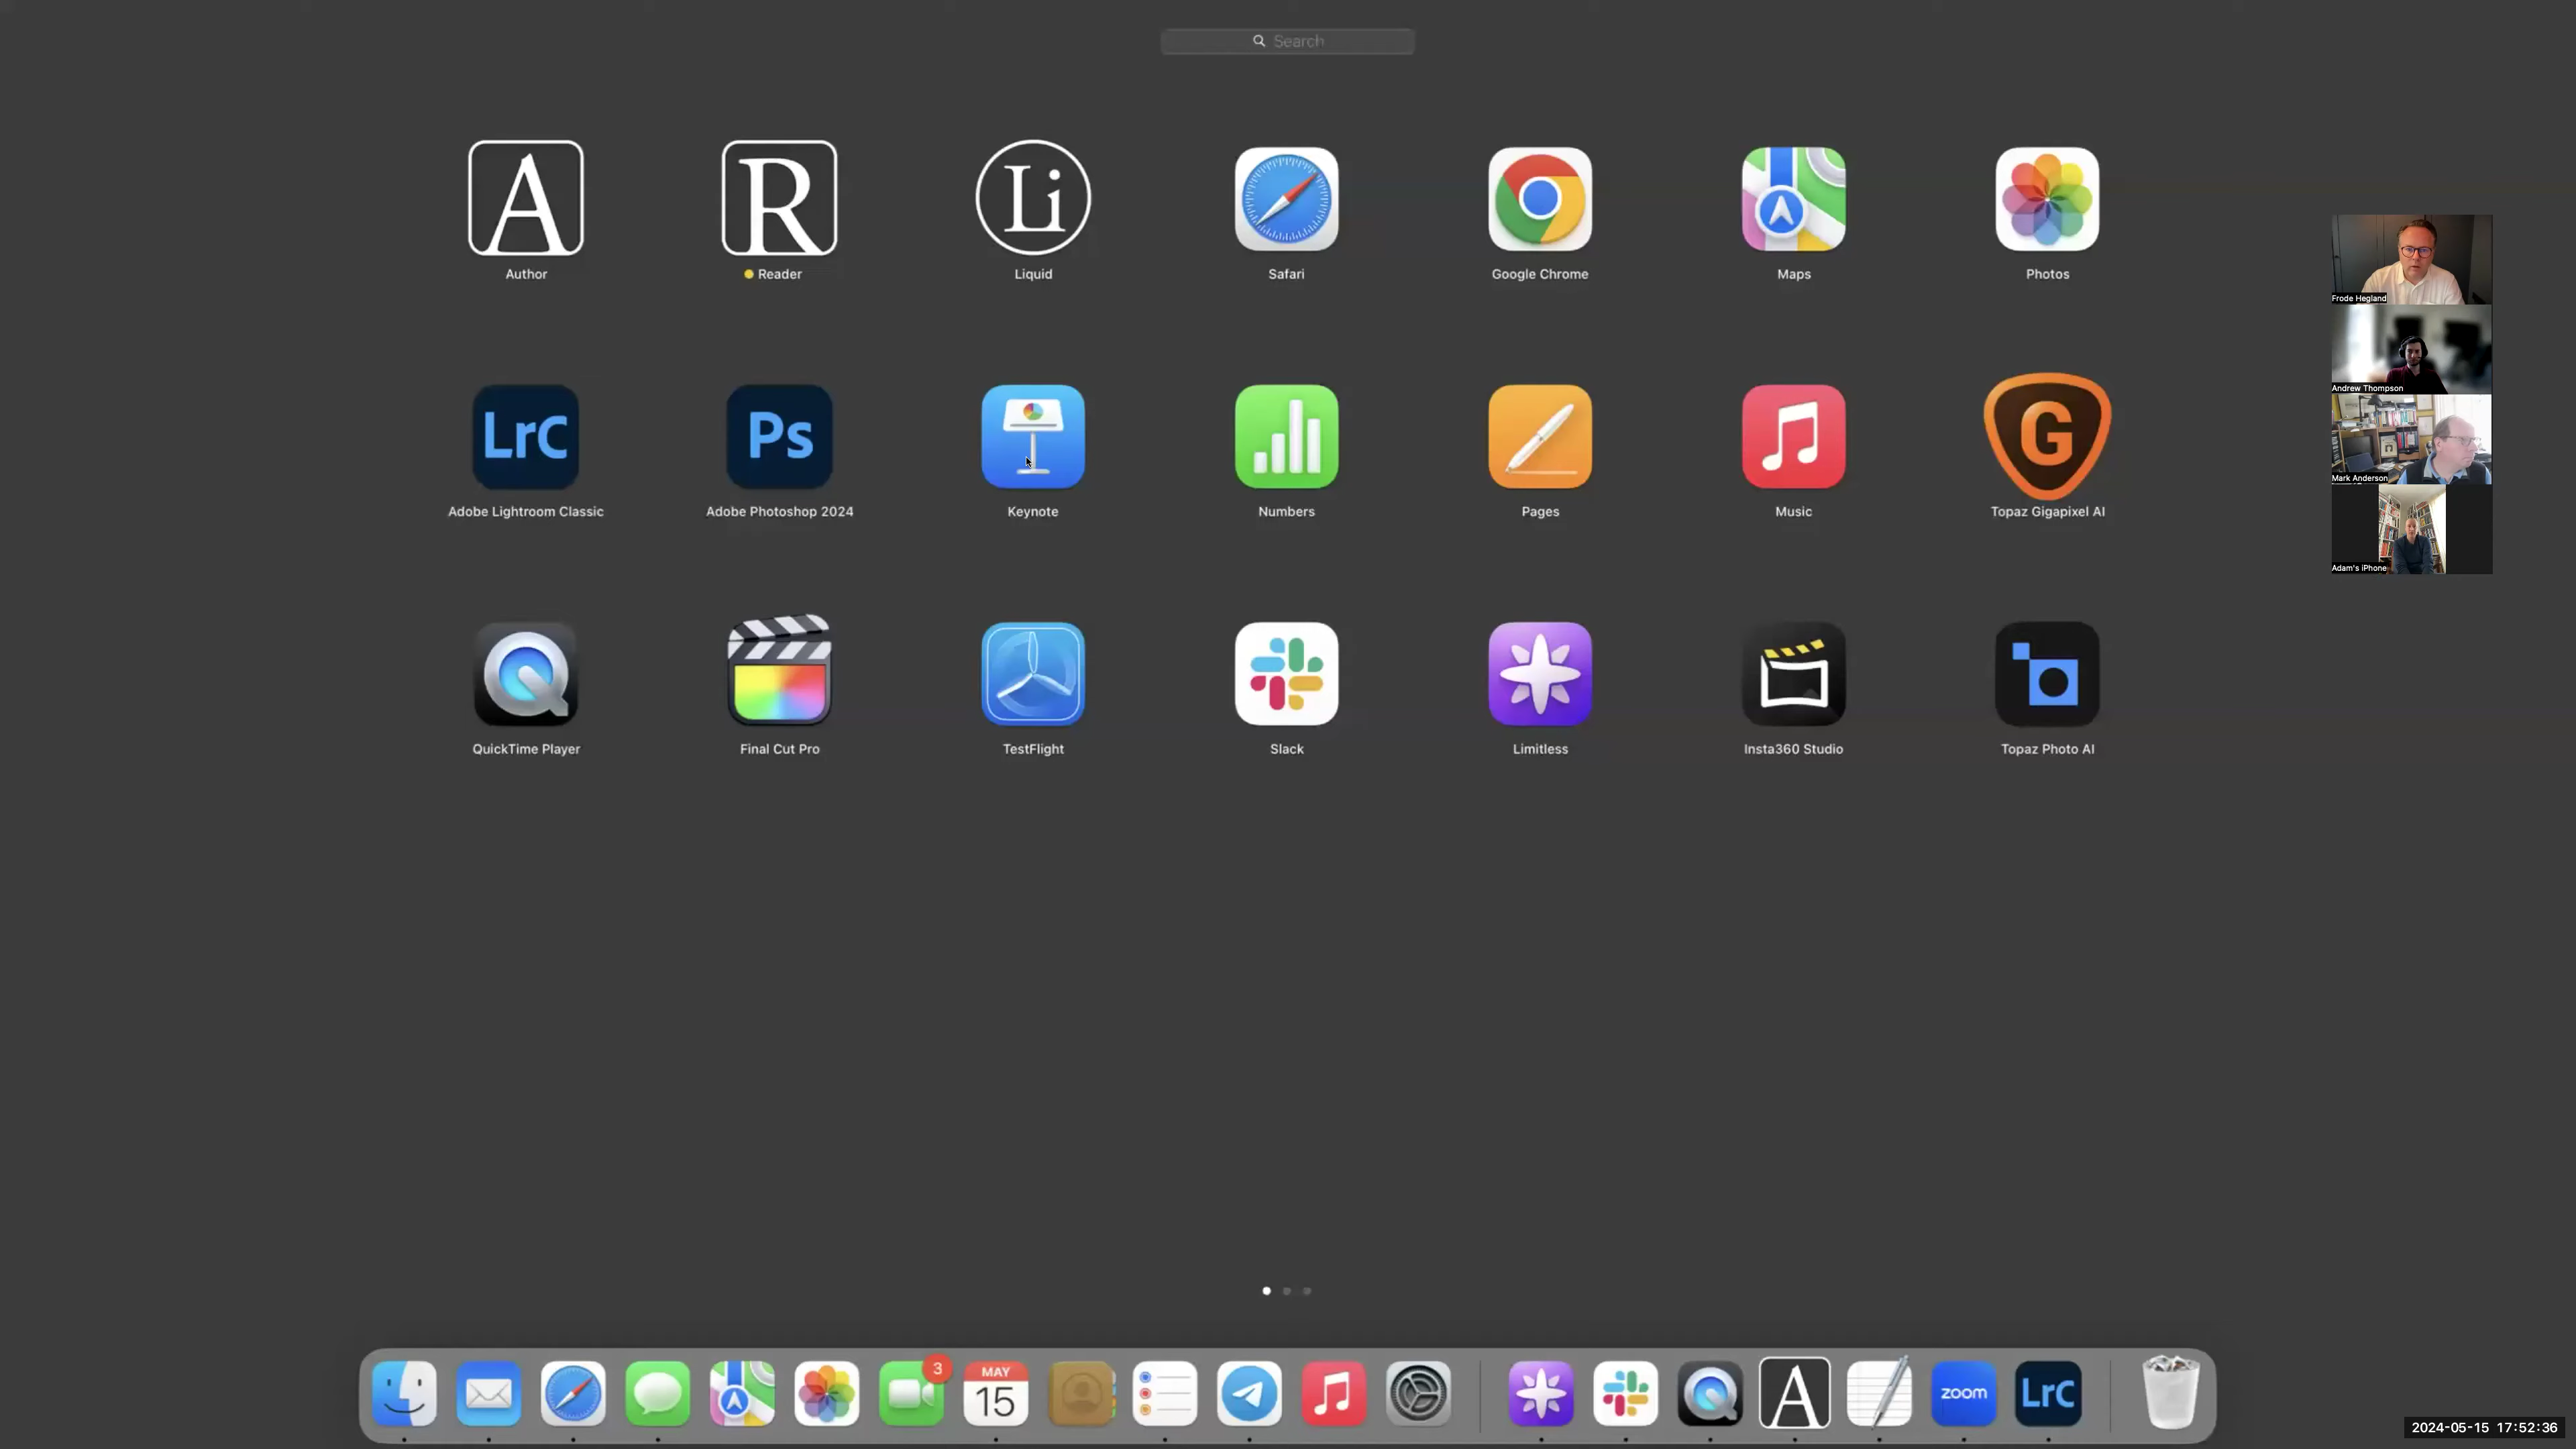 Search
A
R
Li
Author
Reader
Liquid
Safari
Google Chrome
Maps
Photos
Frode Hegland
Andrew Thompson
LrC
Ps
G
Mark Anderson
Adobe Lightroom Classic
Adobe Photoshop 2024
Keynote
Numbers
Pages
Music
Topaz Gigapixel AI
Adam's iPhone
QuickTime Player
Final Cut Pro
TestFlight
Slack
Limitless
Insta360 Studio
Topaz Photo AI
3
MAY
15
A
zoom
LrC
2024-05-15 17:52:36